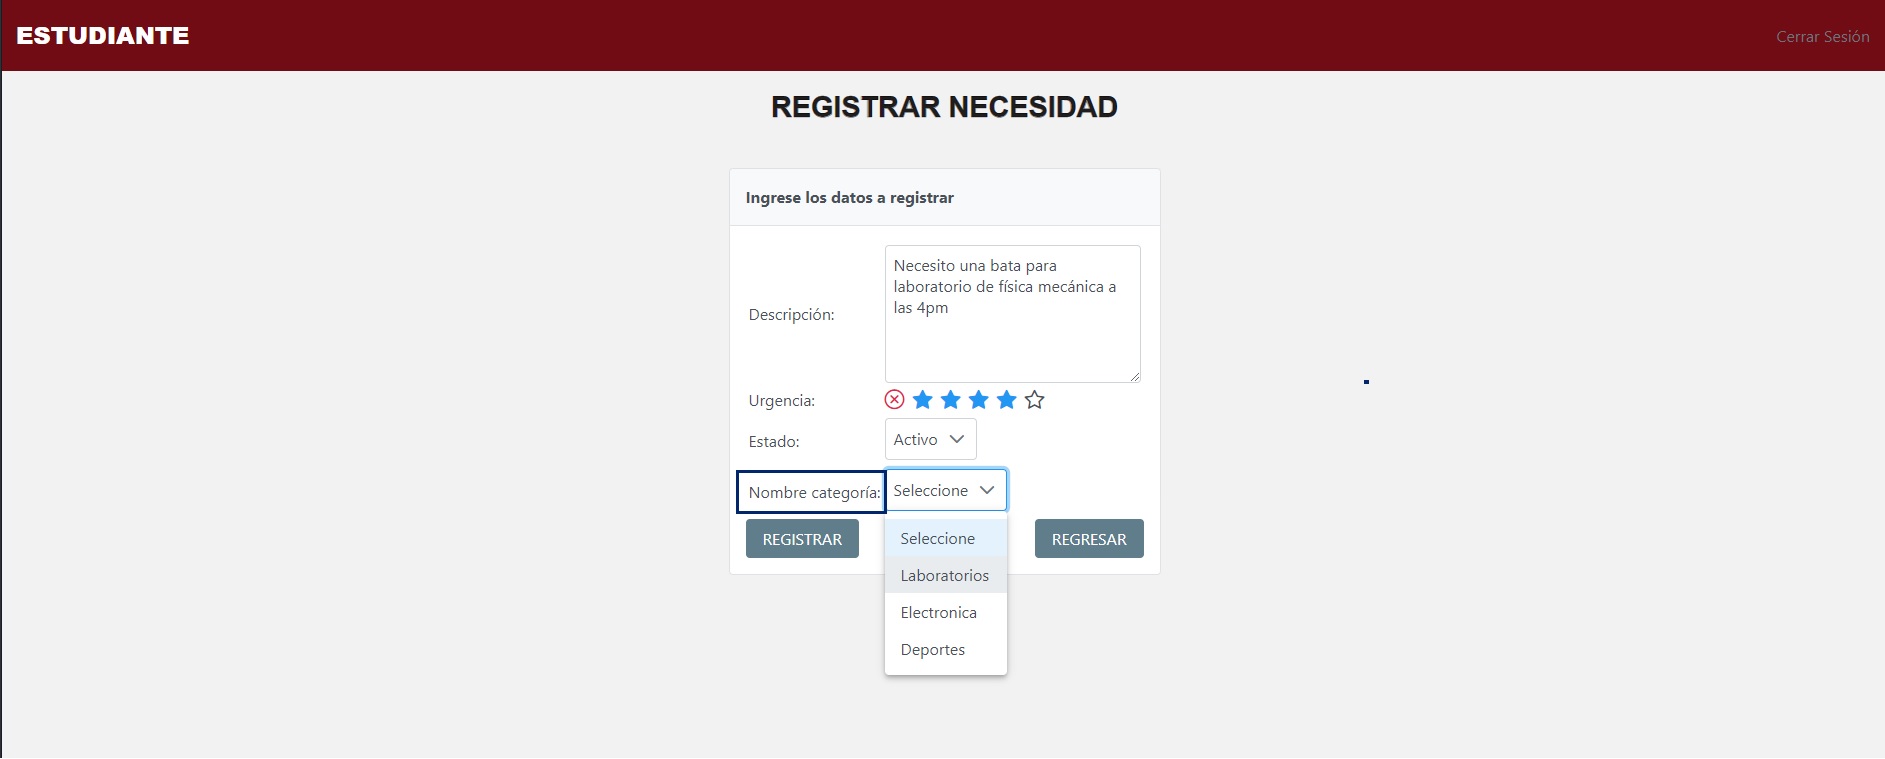 ESTUDIANTE
Cerrar Sesión
REGISTRAR NECESIDAD
Ingrese los datos a registrar
Descripción:
Necesito una bata para
laboratorio de física mecánica a
las 4pm
Urgencia:
Estado:
Activo
Nombre categoría:
Seleccione
REGISTRAR
REGRESAR
Seleccione
Laboratorios
Electronica
Deportes